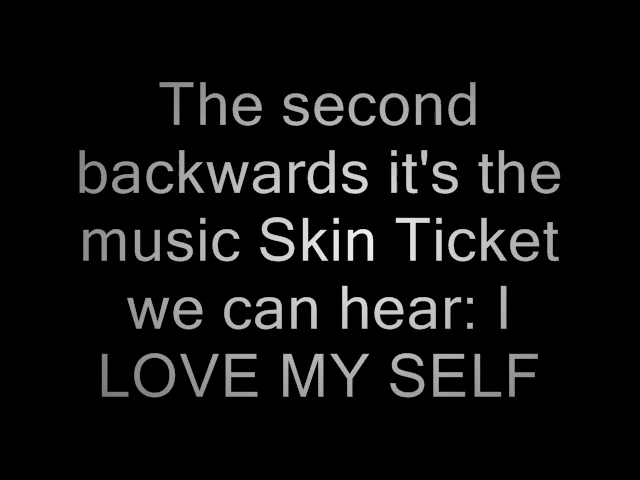 The second
backwards it's the
music Skin Ticket
we can hear: I
LOVE MY SELF